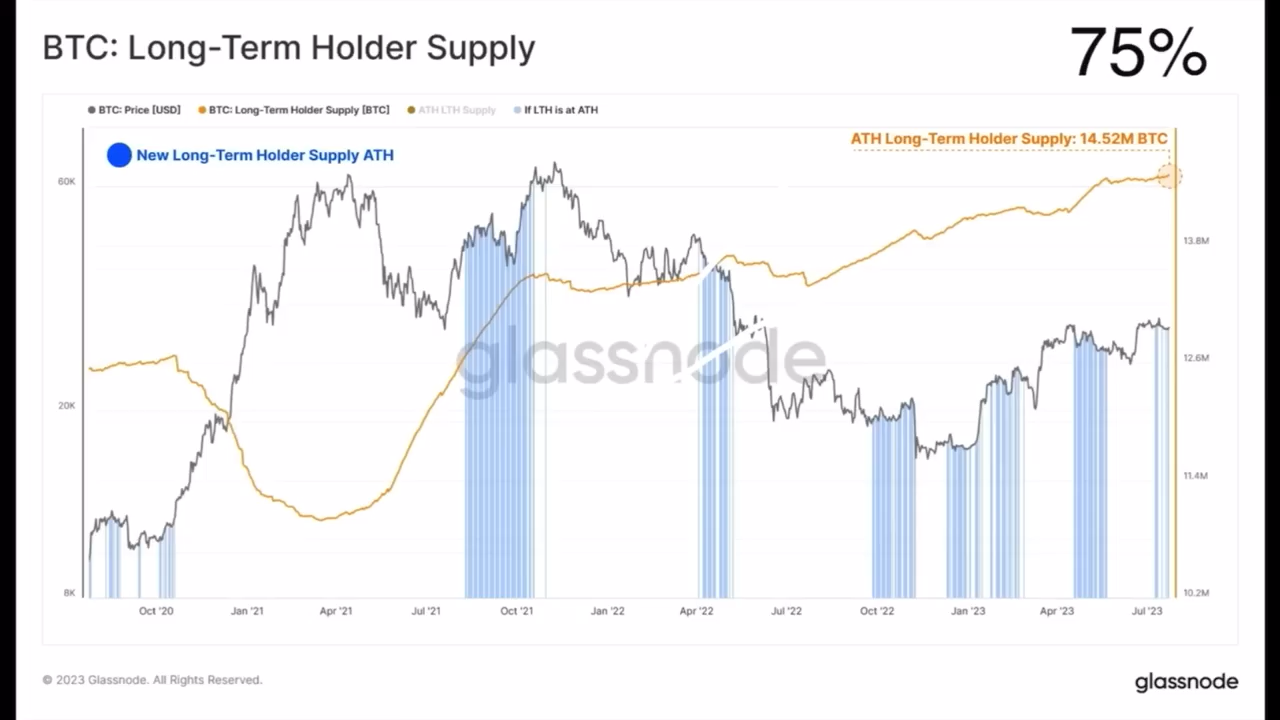 BTC: Long-Term Holder Supply
75%
BTC: Price [USD] BTC: Long-Term Holder Supply [BTC] ATH LTH Supply If LTH is at ATH
New Long-Term Holder Supply ATH
ATH Long-Term Holder Supply: 14.52M BTC
60K
20K
8K
13.8M
12.6M
11.4M
10.2M
glassnode
Oct '20 Jan '21 Apr '21 Jul '21 Oct '21 Jan '22 Apr '22 Jul '22 Oct '22 Jan '23 Apr '23 Jul '23
© 2023 Glassnode. All Rights Reserved.
glassnode